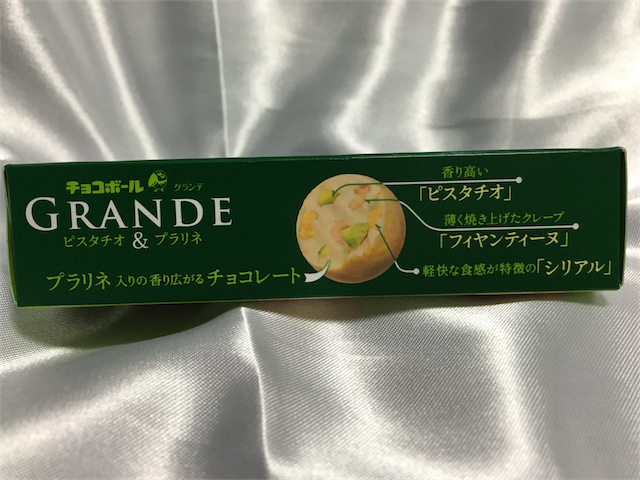 チョコボール
グランデ
GRANDE
ピスタチオ & プラリネ
プラリネ入りの香り広がるチョコレート
香り高い
「ピスタチオ」
薄く焼き上げたクレープ
「フィヤンティーヌ」
軽快な食感が特徴の「シリアル」